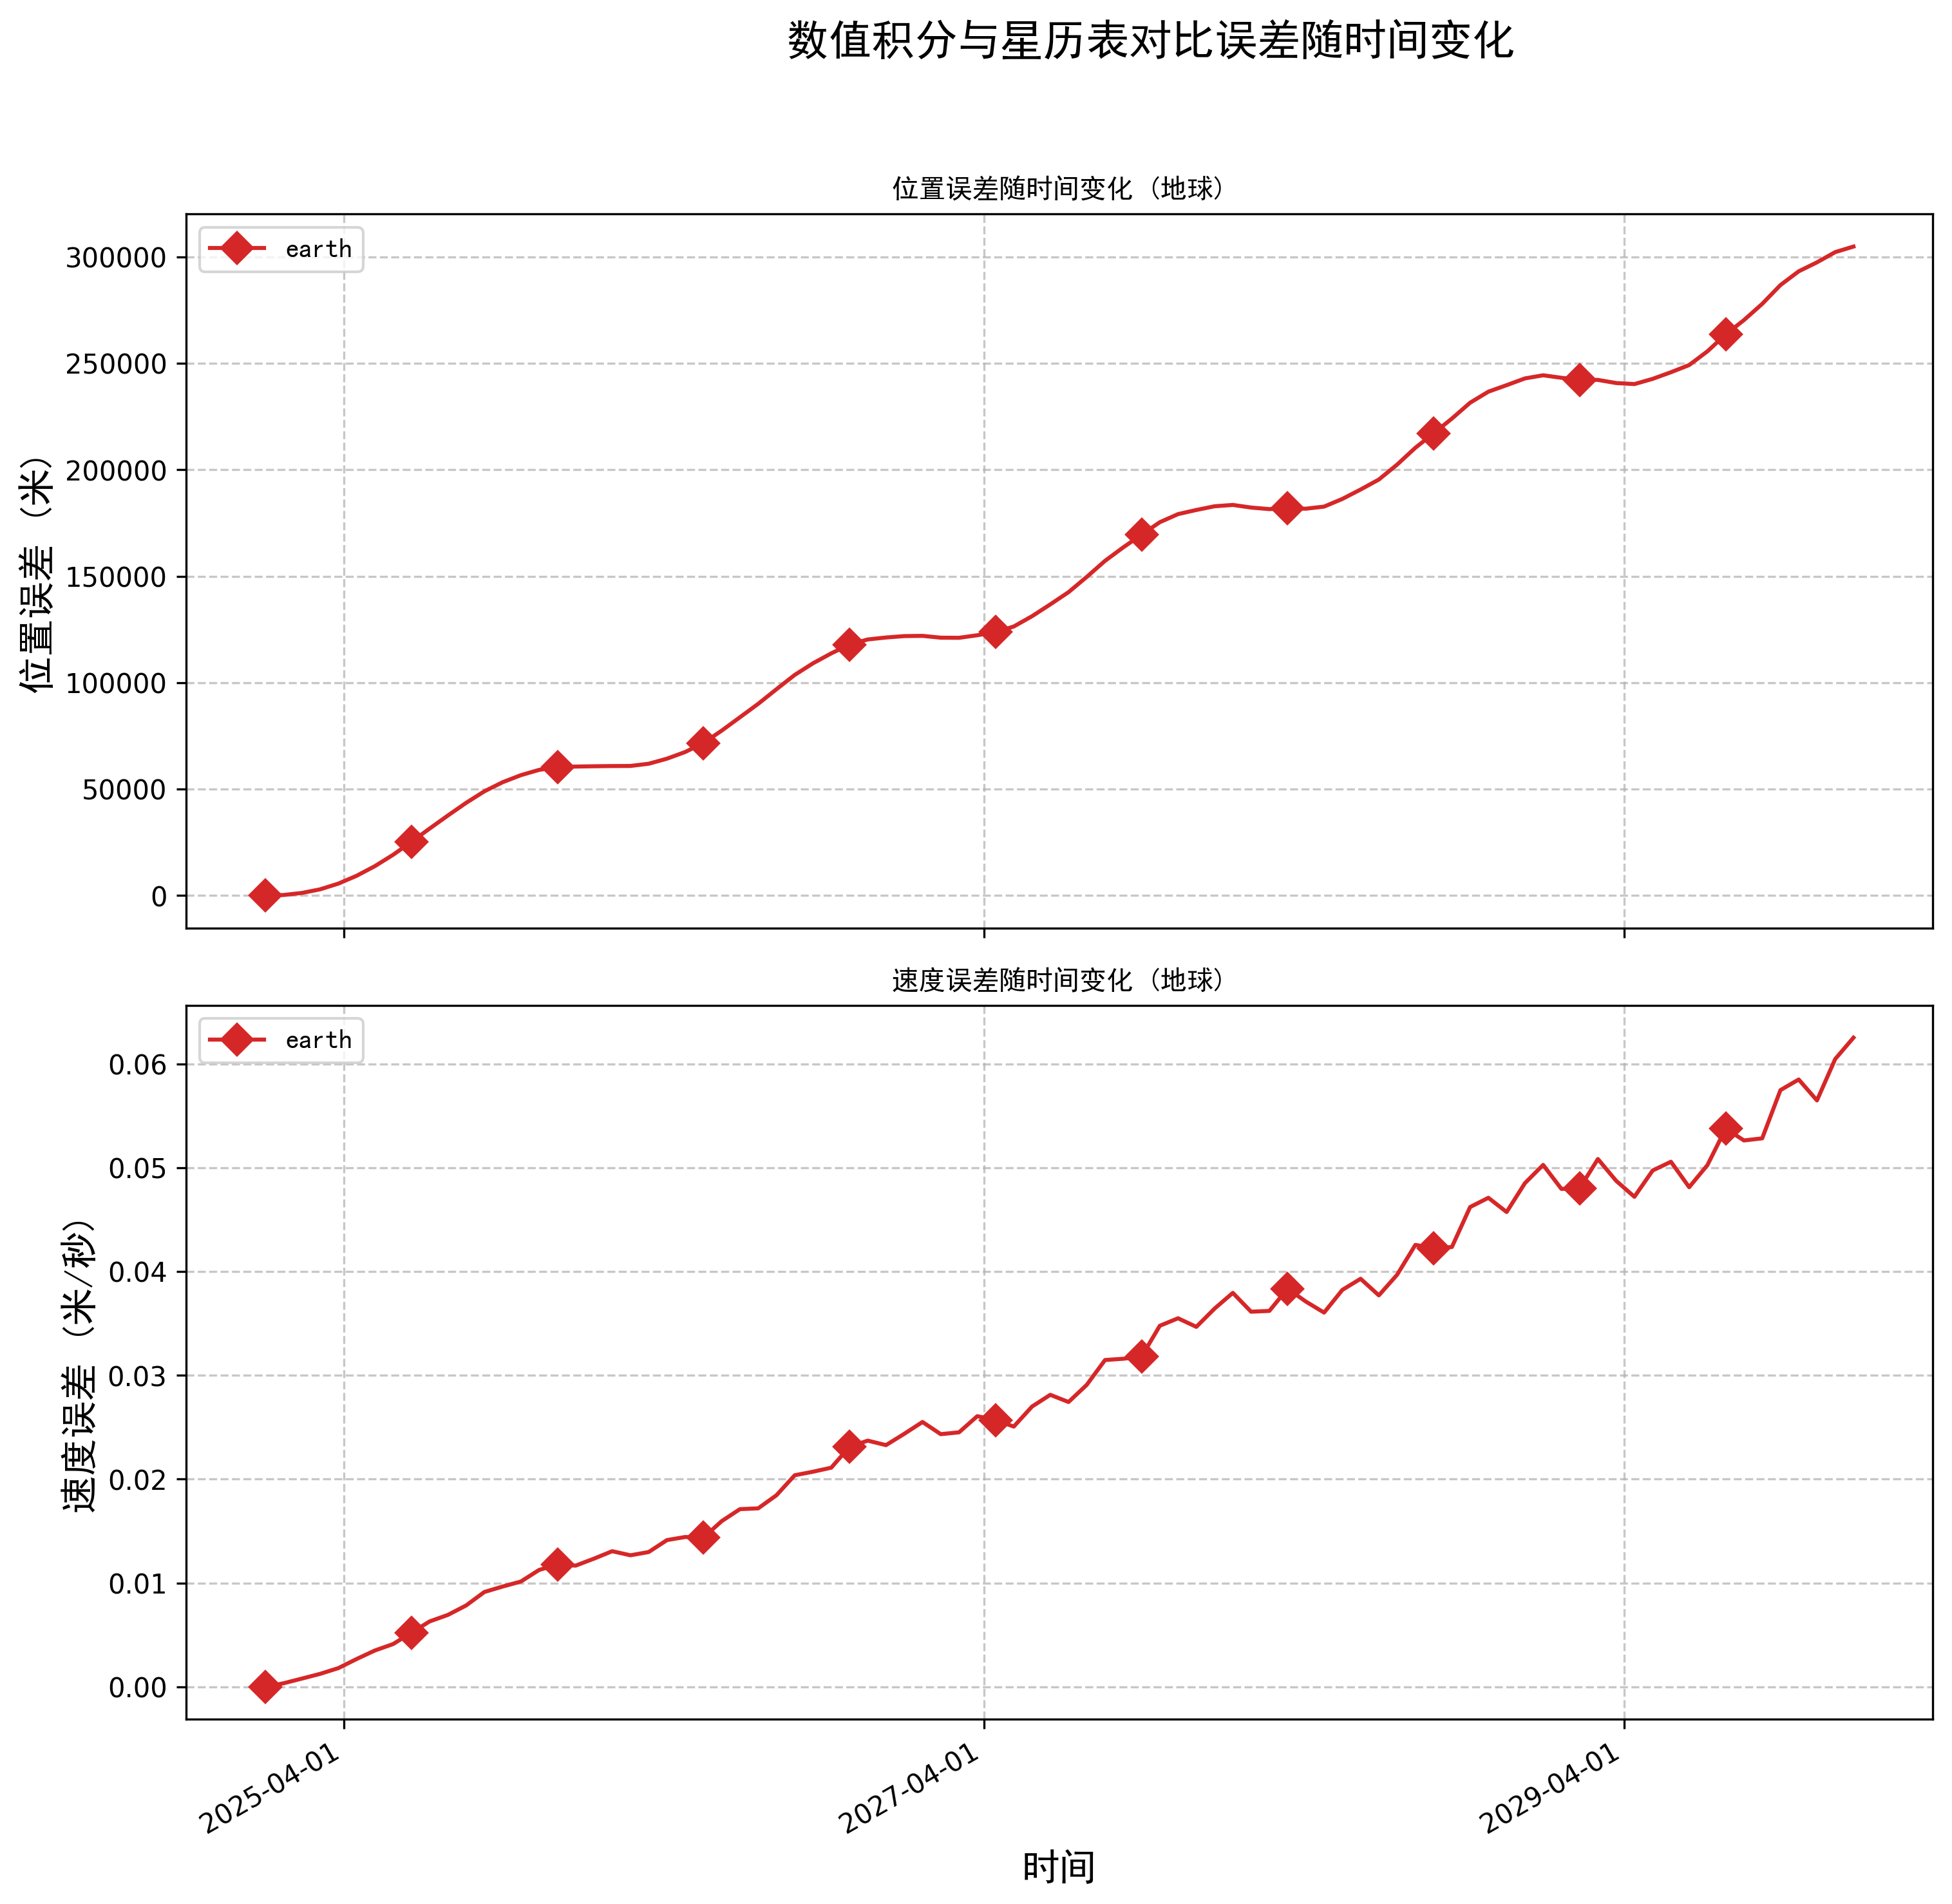 数值积分与星历表对比误差随时间变化
位置误差随时间变化 (地球)
earth
300000
250000
200000
150000
100000
50000
0
位置误差 (米)
速度误差随时间变化 (地球)
earth
0.06
0.05
0.04
0.03
0.02
0.01
0.00
速度误差 (米/秒)
2025-04-01
2027-04-01
2029-04-01
时间